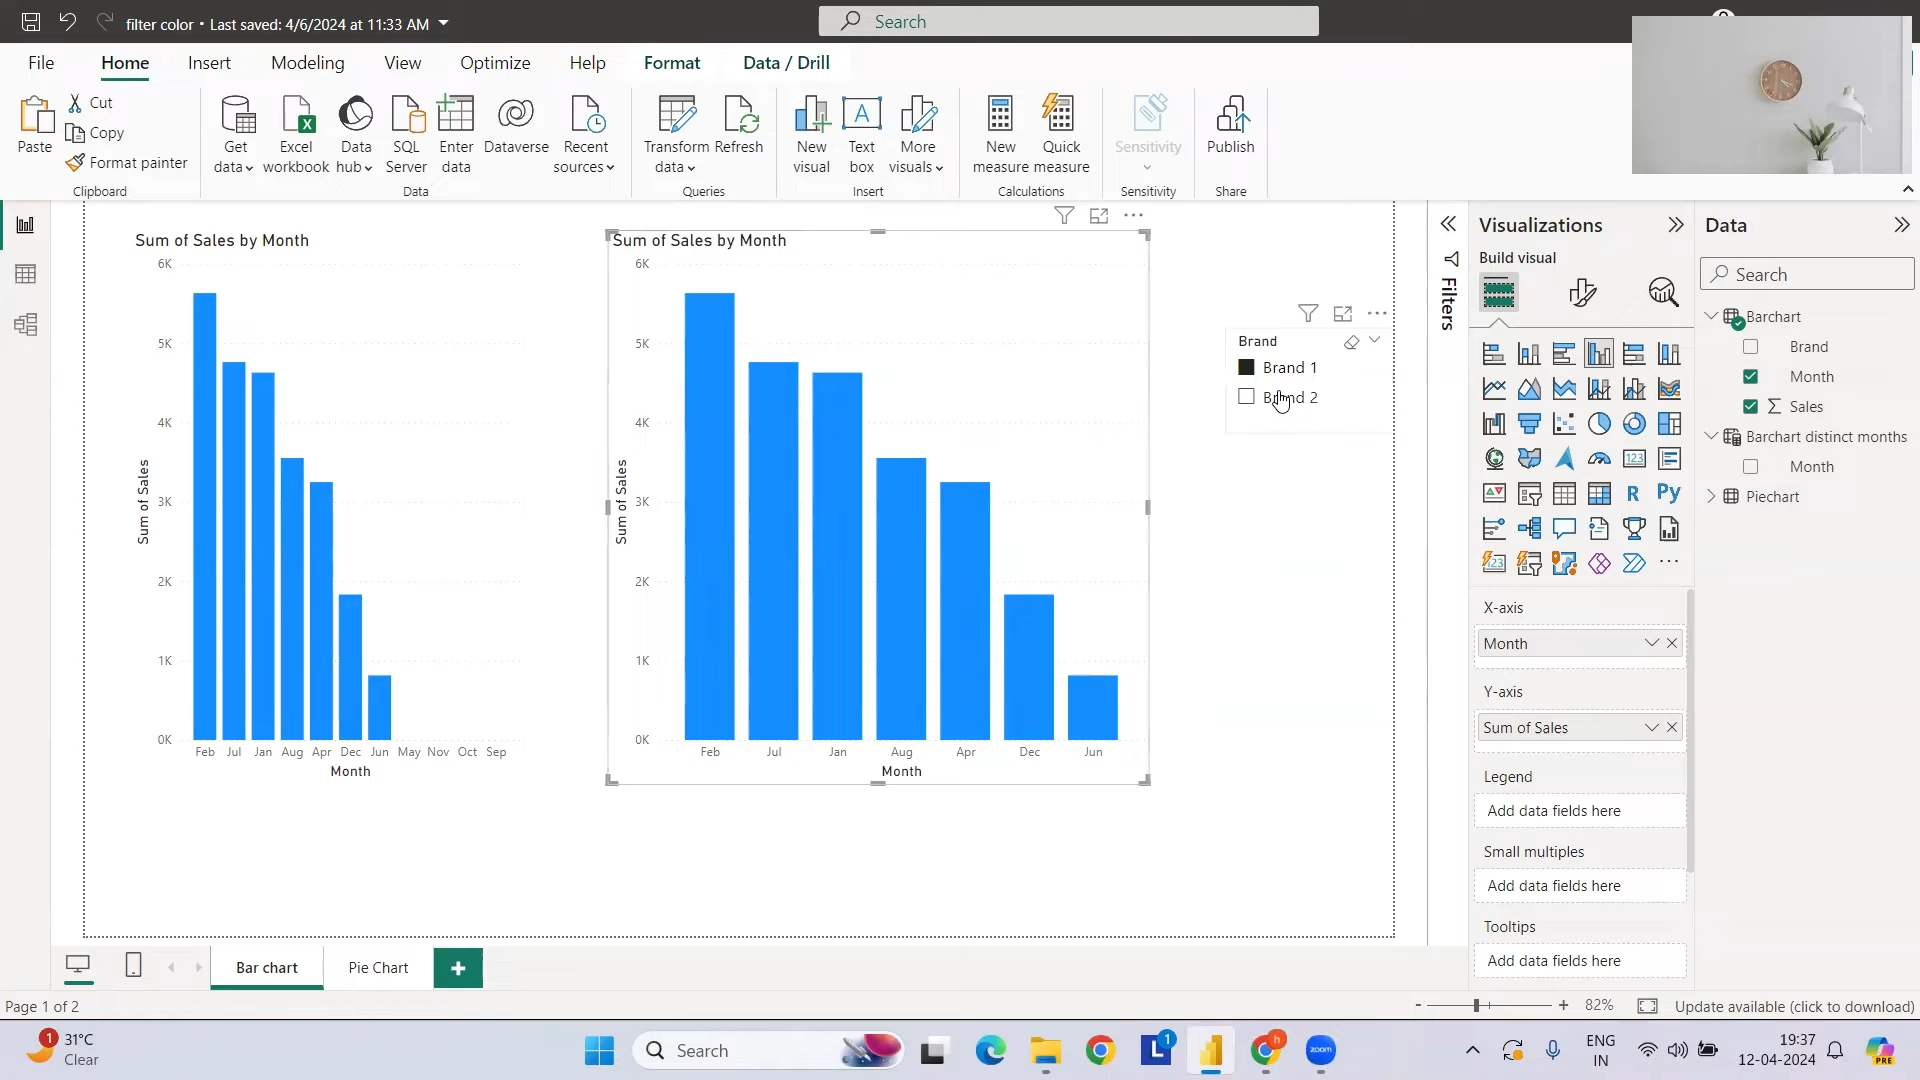 filter color • Last saved: 4/6/2024 at 11:33 AM
Search
File Home Insert Modeling View Optimize Help Format Data / Drill
Paste
Cut
Copy
Format painter
Clipboard
Get data
Excel workbook
Data hub
SQL Server
Enter data
Dataverse
Recent sources
Data
Transform data
Refresh
Queries
New visual
Text box
More visuals
Insert
New measure
Quick measure
Calculations
Sensitivity
Sensitivity
Publish
Share
Sum of Sales by Month
6K
5K
4K
3K
2K
1K
0K
Sum of Sales
Feb Jul Jan Aug Apr Dec Jun May Nov Oct Sep
Month
Sum of Sales by Month
6K
5K
4K
3K
2K
1K
0K
Sum of Sales
Feb Jul Jan Aug Apr Dec Jun
Month
Brand
Brand 1
Brand 2
Filters
Visualizations
Build visual
123
R
Py
123
X-axis
Month
Y-axis
Sum of Sales
Legend
Add data fields here
Small multiples
Add data fields here
Tooltips
Add data fields here
Data
Search
Barchart
Brand
Month
Sales
Barchart distinct months
Month
Piechart
Bar chart
Pie Chart
Page 1 of 2
- + 82%
Update available (click to download)
1
31°C
Clear
Search
L
1
h
zoom
ENG
IN
19:37
12-04-2024
PRE